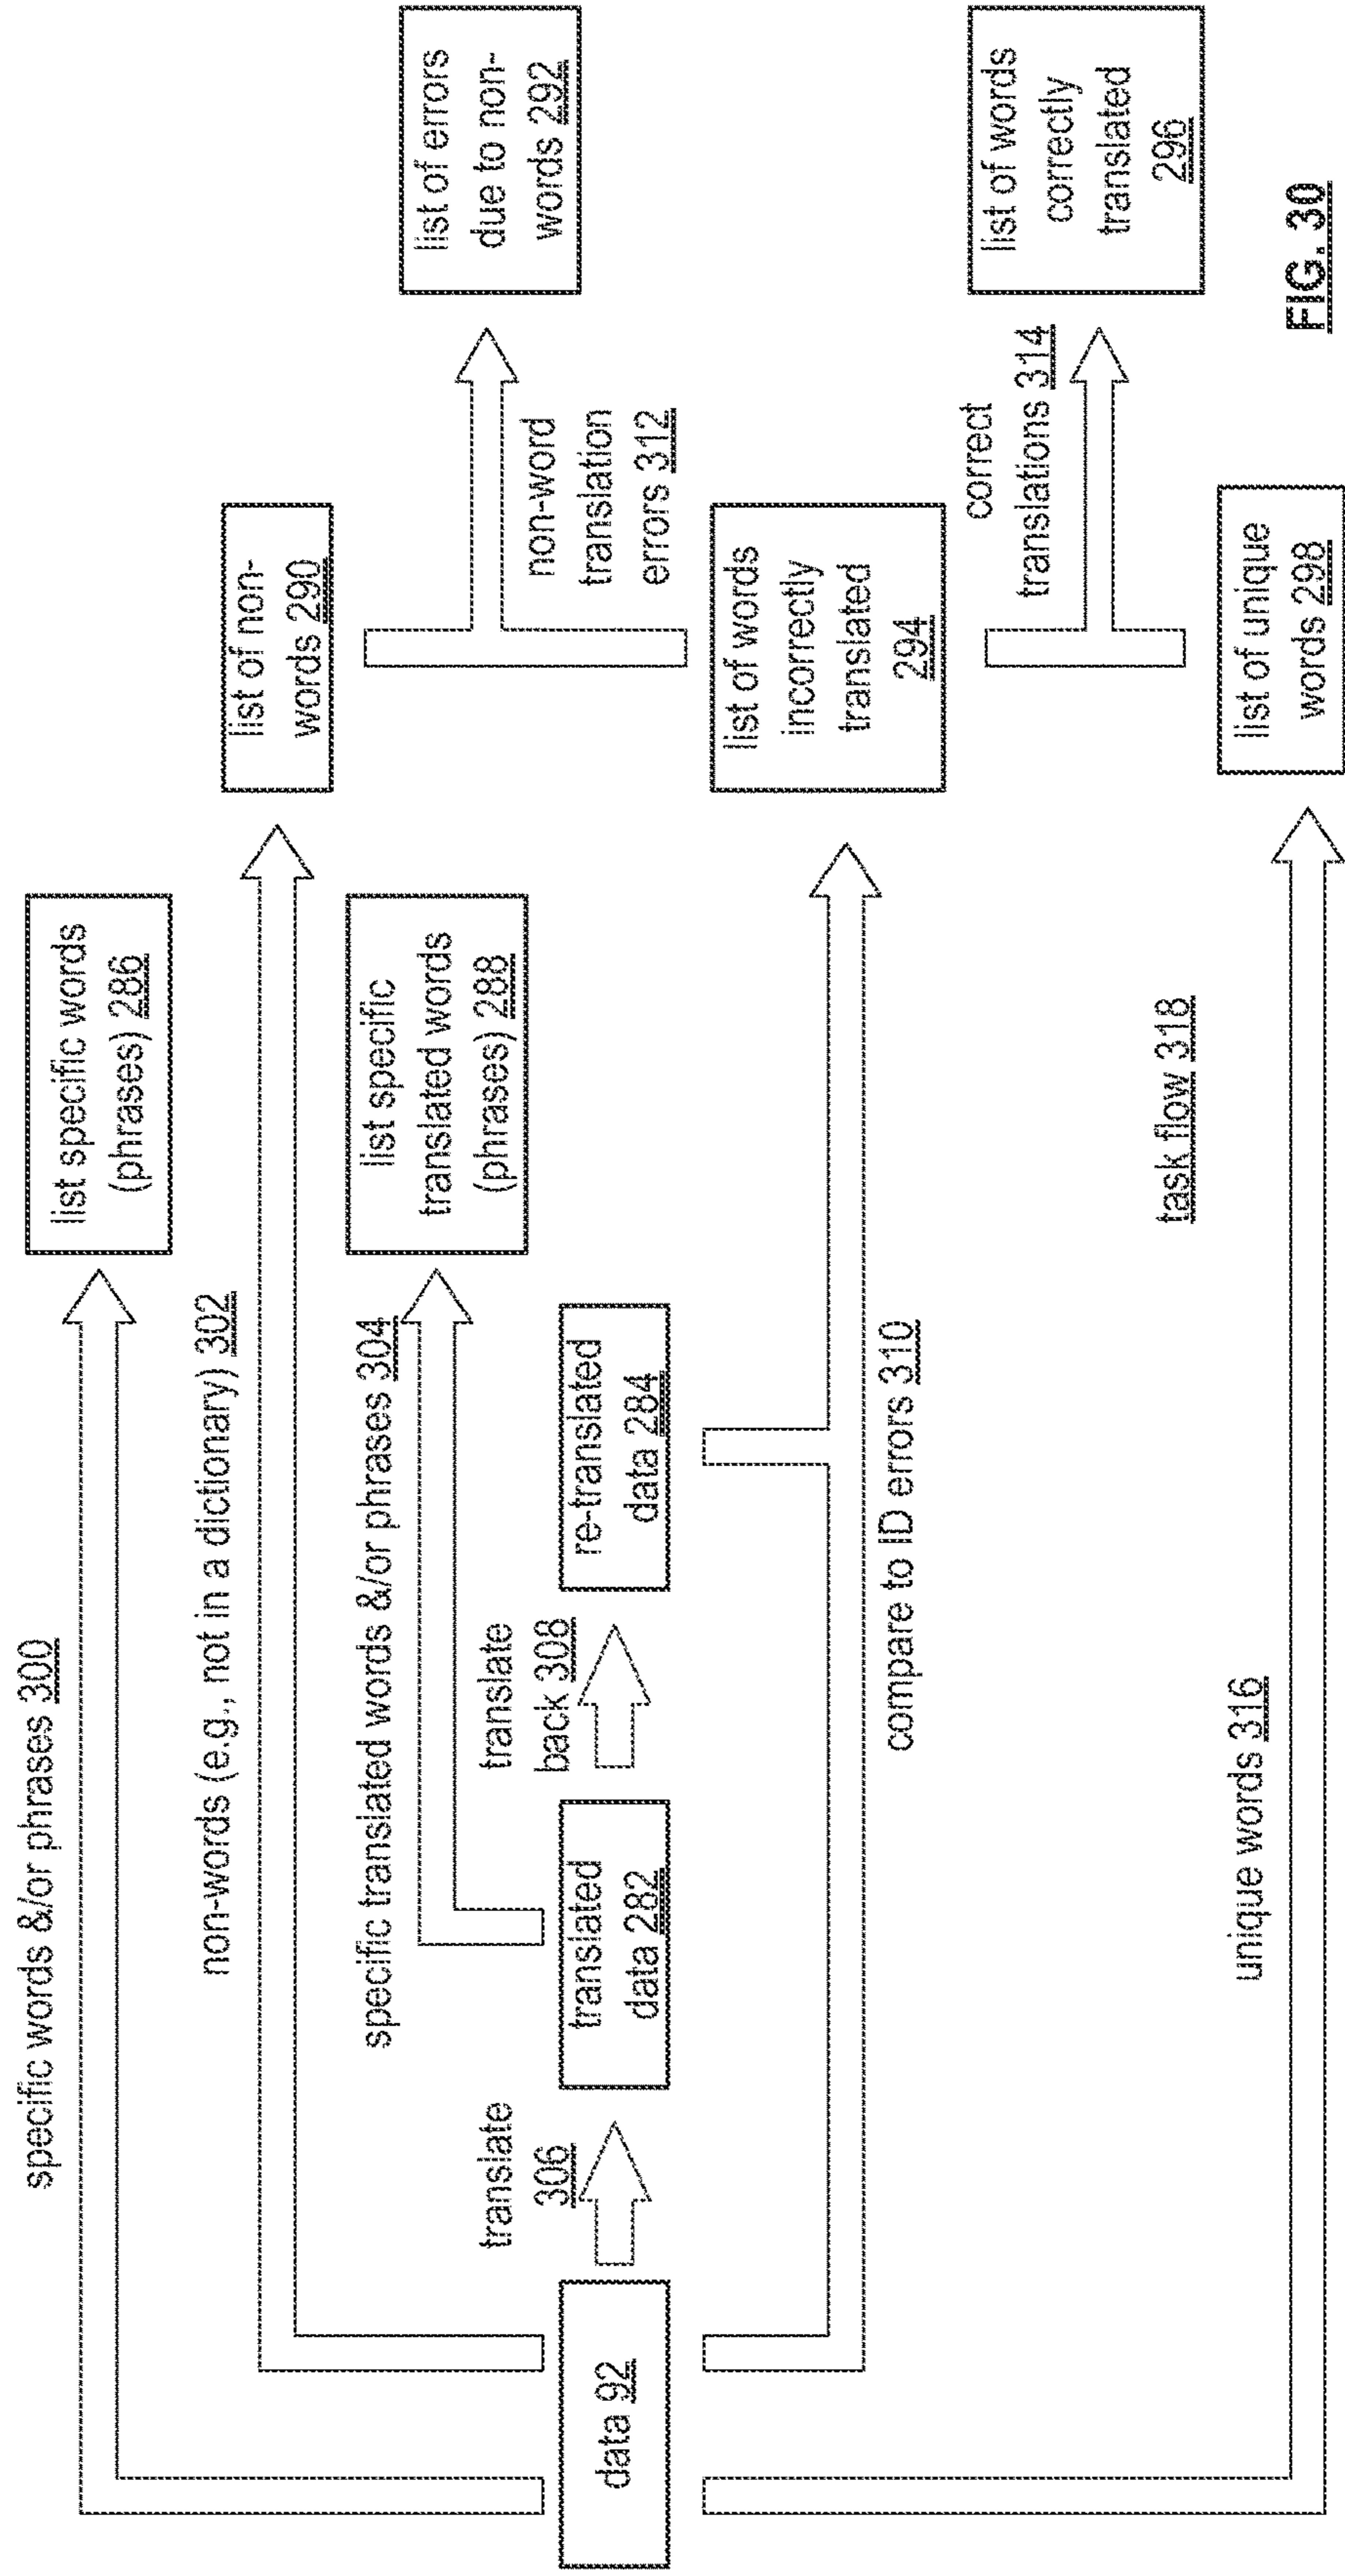 specific words &/or phrases 300
list specific words
(phrases) 286
non-words (e.g., not in a dictionary) 302
list of non-
words 290
specific translated words &/or phrases 304
list specific
translated words
(phrases) 288
list of errors
due to non-
words 292
translate
306
translate
back 308
non-word
translation
errors 312
data 92
translated
data 282
re-translated
data 284
list of words
incorrectly
translated
294
compare to ID errors 310
correct
translations 314
list of words
correctly
translated
296
task flow 318
unique words 316
list of unique
words 298
FIG. 30